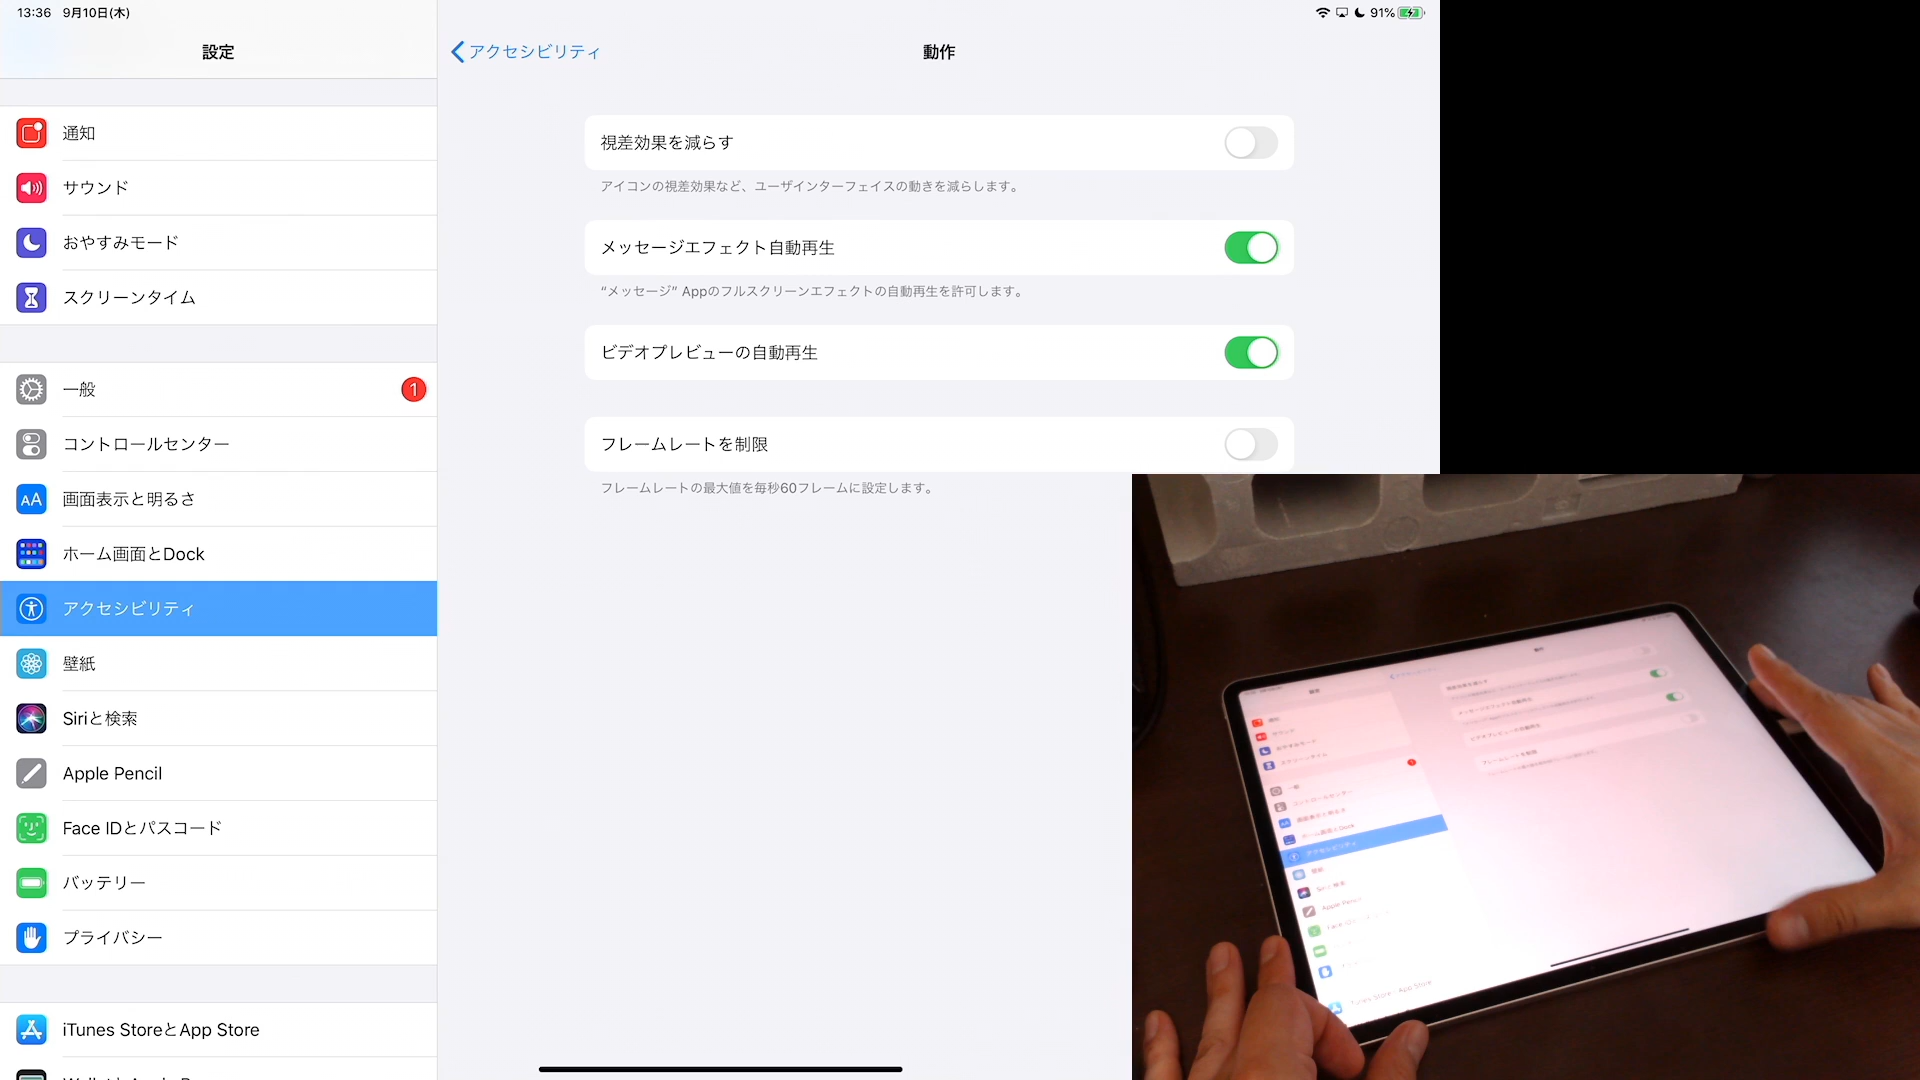 13:36 9月10日(木)
91%
設定
アクセシビリティ
動作
通知
サウンド
おやすみモード
スクリーンタイム
一般
1
コントロールセンター
画面表示と明るさ
AA
ホーム画面とDock
アクセシビリティ
壁紙
Siriと検索
Apple Pencil
Face IDとパスコード
バッテリー
プライバシー
iTunes StoreとApp Store
視差効果を減らす
アイコンの視差効果など、ユーザインターフェイスの動きを減らします。
メッセージエフェクト自動再生
“メッセージ” Appのフルスクリーンエフェクトの自動再生を許可します。
ビデオプレビューの自動再生
フレームレートを制限
フレームレートの最大値を毎秒60フレームに設定します。